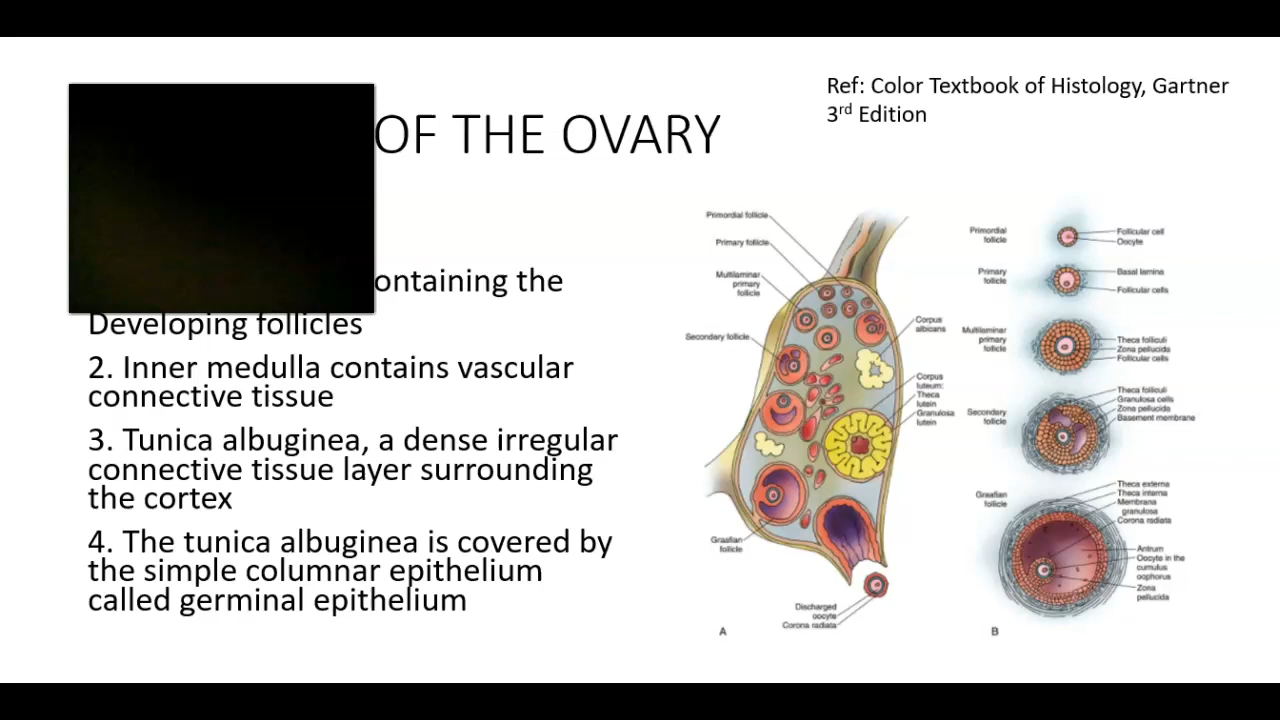 Ref: Color Textbook of Histology, Gartner
3rd Edition
OF THE OVARY
ontaining the
Developing follicles
2. Inner medulla contains vascular
connective tissue
3. Tunica albuginea, a dense irregular
connective tissue layer surrounding
the cortex
4. The tunica albuginea is covered by
the simple columnar epithelium
called germinal epithelium
Primordial follicle
Primary follicle
Multilaminar
primary
follicle
Secondary follicle
Graafian
follicle
Discharged
oocyte
Corona radiata
Corpus
albicans
Corpus
luteum:
Theca
lutein
Granulosa
lutein
A
Primordial
follicle
Follicular cell
Oocyte
Primary
follicle
Basal lamina
Follicular cells
Multilaminar
primary
follicle
Theca folliculi
Zona pellucida
Follicular cells
Secondary
follicle
Theca folliculi
Granulosa cells
Zona pellucida
Basement membrane
Graafian
follicle
Theca externa
Theca interna
Membrana
granulosa
Corona radiata
Antrum
Oocyte in the
cumulus
oophorus
Zona
pellucida
B